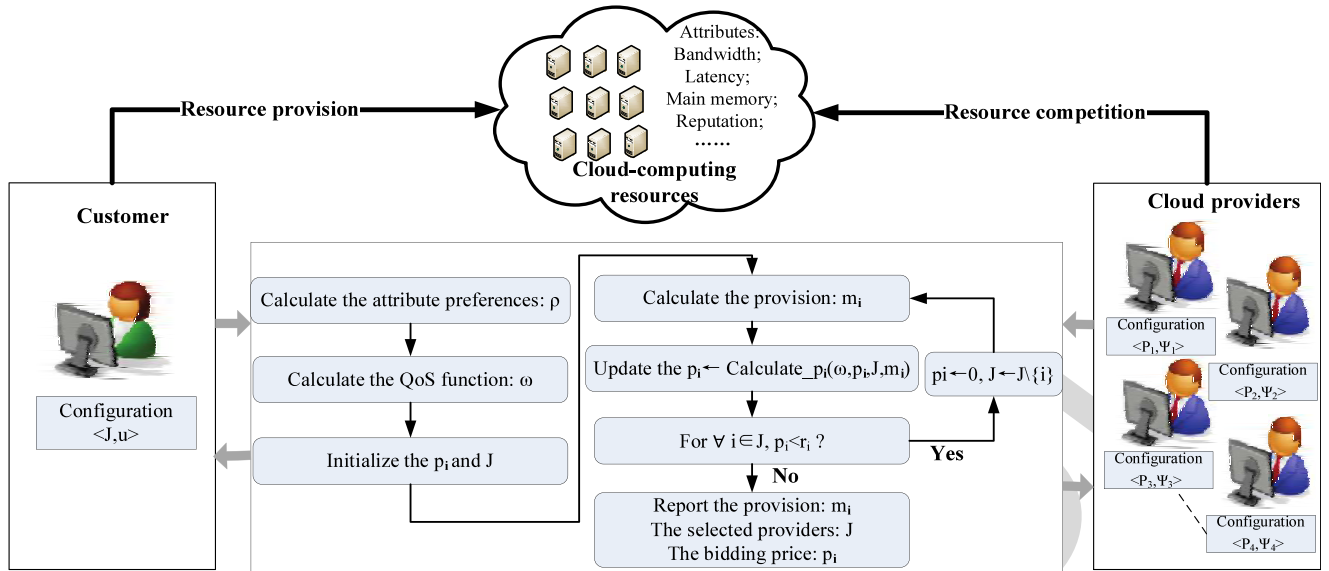 Attributes:
Bandwidth;
Latency;
Main memory;
Reputation;
......
Cloud-computing
resources
Resource provision
Resource competition
Customer
Configuration
<J,u>
Calculate the attribute preferences: ρ
Calculate the QoS function: ω
Initialize the pi and J
Calculate the provision: mi
Update the pi← Calculate_pi(ω,pi,J,mi)
For ∀ i∈J, pi<ri ?
Yes
pi←0, J←J\{i}
No
Report the provision: mi
The selected providers: J
The bidding price: pi
Cloud providers
Configuration
<P1,Ψ1>
Configuration
<P2,Ψ2>
Configuration
<P3,Ψ3>
Configuration
<P4,Ψ4>